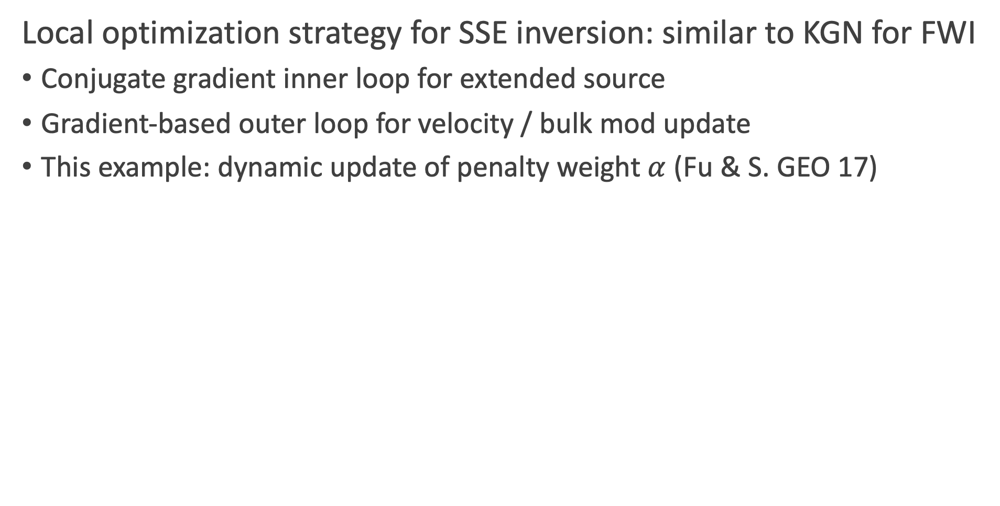 Local optimization strategy for SSE inversion: similar to KGN for FWI
• Conjugate gradient inner loop for extended source
• Gradient-based outer loop for velocity / bulk mod update
• This example: dynamic update of penalty weight α (Fu & S. GEO 17)